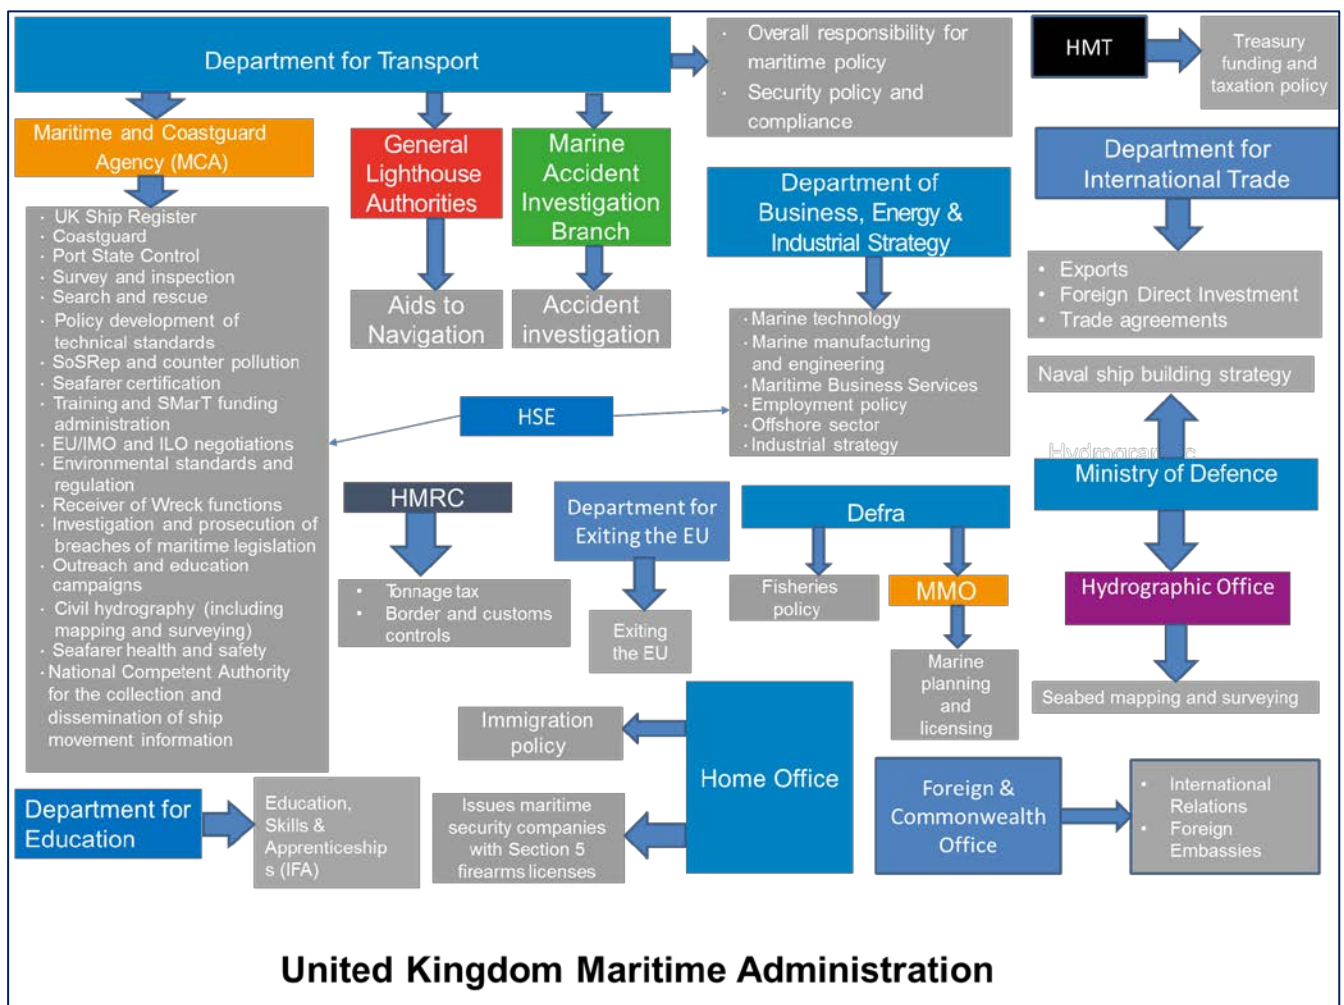 Department for Transport
· Overall responsibility for
maritime policy
· Security policy and
compliance
HMT
Treasury
funding and
taxation policy
Maritime and Coastguard
Agency (MCA)
General
Lighthouse
Authorities
Marine
Accident
Investigation
Branch
Department of
Business, Energy &
Industrial Strategy
Department for
International Trade
· UK Ship Register
· Coastguard
· Port State Control
· Survey and inspection
· Search and rescue
· Policy development of
technical standards
· SoSRep and counter pollution
· Seafarer certification
· Training and SMarT funding
administration
· EU/IMO and ILO negotiations
· Environmental standards and
regulation
· Receiver of Wreck functions
· Investigation and prosecution of
breaches of maritime legislation
· Outreach and education
campaigns
· Civil hydrography (including
mapping and surveying)
· Seafarer health and safety
· National Competent Authority
for the collection and
dissemination of ship
movement information
Aids to
Navigation
Accident
investigation
· Marine technology
· Marine manufacturing
and engineering
· Maritime Business Services
· Employment policy
· Offshore sector
· Industrial strategy
• Exports
• Foreign Direct Investment
• Trade agreements
Naval ship building strategy
HSE
Hydrographic
Ministry of Defence
HMRC
Department for
Exiting the EU
Defra
• Tonnage tax
• Border and customs
controls
Exiting
the EU
Fisheries
policy
MMO
Hydrographic Office
Marine
planning
and
licensing
Seabed mapping and surveying
Immigration
policy
Home Office
Issues maritime
security companies
with Section 5
firearms licenses
Department for
Education
Education,
Skills &
Apprenticeship
s (IFA)
Foreign &
Commonwealth
Office
• International
Relations
• Foreign
Embassies
United Kingdom Maritime Administration